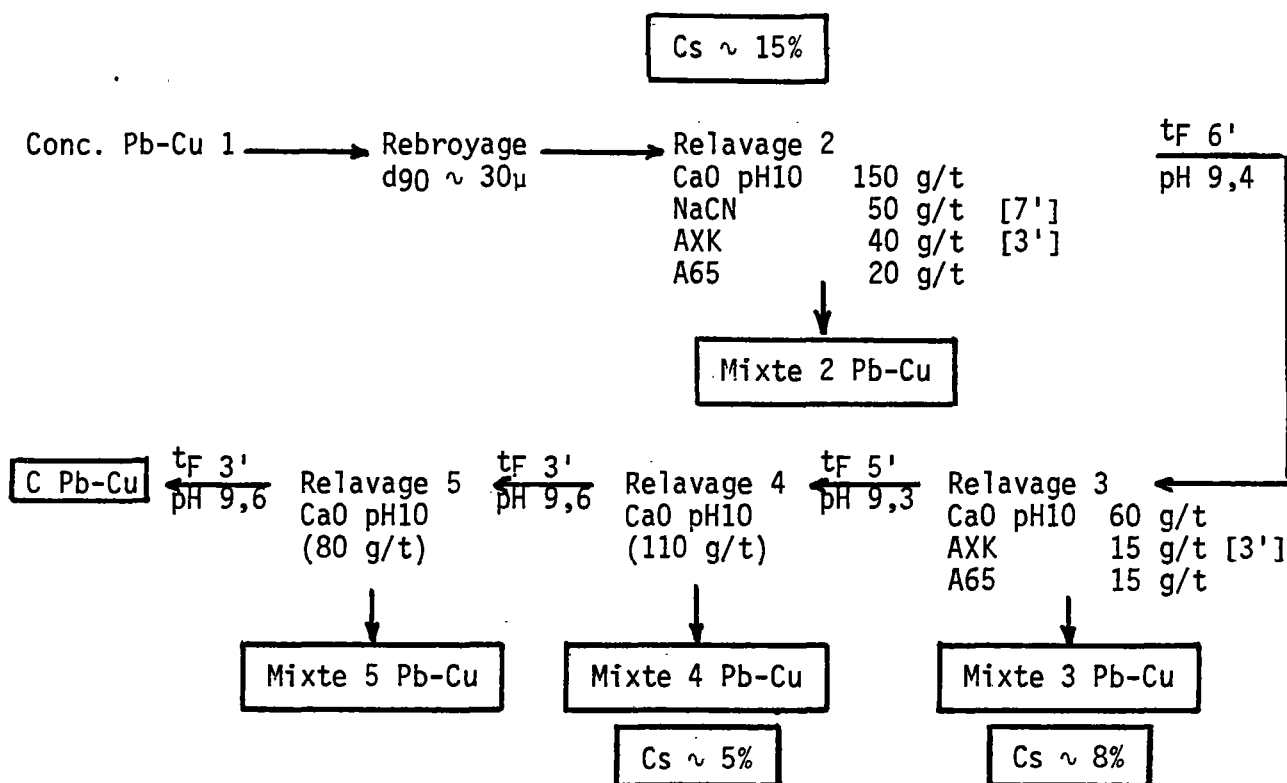 Cs ~ 15%
Conc. Pb-Cu 1
Rebroyage
d90 ~ 30μ
Relavage 2
CaO pH10 150 g/t
NaCN 50 g/t [7']
AXK 40 g/t [3']
A65 20 g/t
tF 6'
pH 9,4
Mixte 2 Pb-Cu
C Pb-Cu
tF 3'
pH 9,6
Relavage 5
CaO pH10
(80 g/t)
tF 3'
pH 9,6
Relavage 4
CaO pH10
(110 g/t)
tF 5'
pH 9,3
Relavage 3
CaO pH10 60 g/t
AXK 15 g/t [3']
A65 15 g/t
Mixte 5 Pb-Cu
Mixte 4 Pb-Cu
Mixte 3 Pb-Cu
Cs ~ 5%
Cs ~ 8%